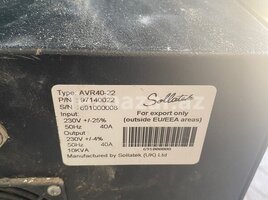 Type: AVR40-22
P/N : 97140022
S/N : 601000008
Sollatek
Input :
230V +/-25%
50Hz 40A
Output :
230V +/-4%
50Hz 40A
10KVA
For export only
(outside EU/EEA areas)
Manufactured by Sollatek (UK) Ltd